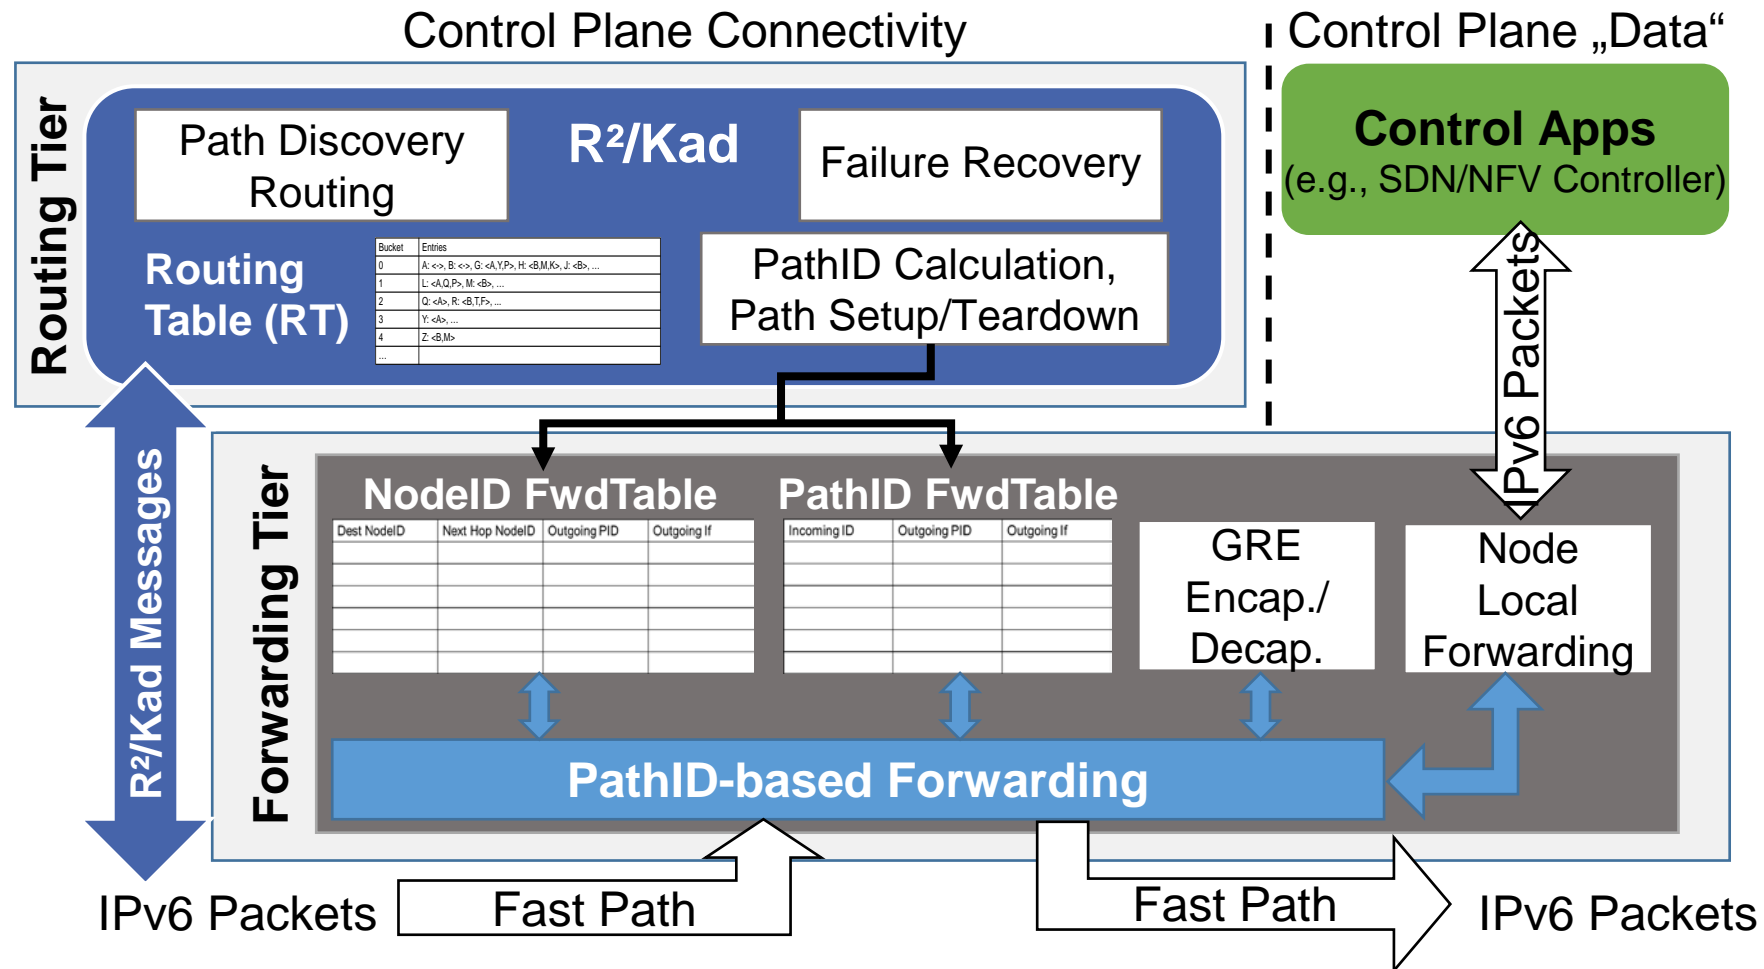 Control Plane Connectivity
Control Plane „Data“
Routing Tier
Path Discovery
Routing
R²/Kad
Failure Recovery
Routing
Table (RT)
Bucket Entries
0 A: <->, B: <->, G: <A,Y,P>, H: <B,M,K>, J: <B>, ...
1 L: <A,Q,P>, M: <B>, ...
2 Q: <A>, R: <B,T,F>, ...
3 Y: <A>, ...
4 Z: <B,M>
...
PathID Calculation,
Path Setup/Teardown
Control Apps
(e.g., SDN/NFV Controller)
IPv6 Packets
R²/Kad Messages
Forwarding Tier
NodeID FwdTable
Dest NodeID Next Hop NodeID Outgoing PID Outgoing If
PathID FwdTable
Incoming ID Outgoing PID Outgoing If
GRE
Encap./
Decap.
Node
Local
Forwarding
PathID-based Forwarding
IPv6 Packets
Fast Path
Fast Path
IPv6 Packets